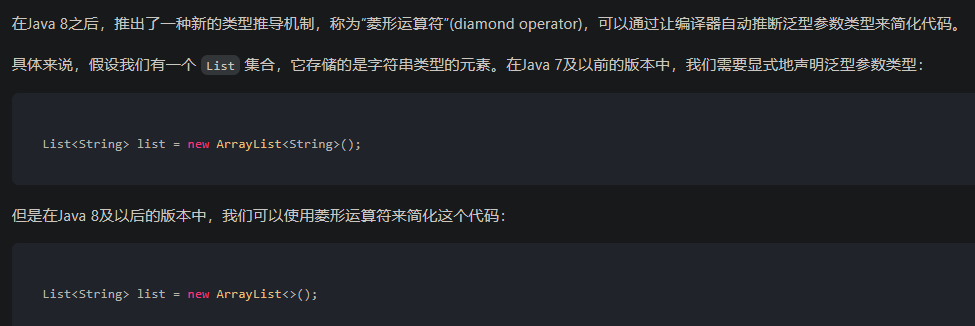 在Java 8之后，推出了一种新的类型推导机制，称为“菱形运算符”(diamond operator)，可以通过让编译器自动推断泛型参数类型来简化代码。
具体来说，假设我们有一个 List 集合，它存储的是字符串类型的元素。在Java 7及以前的版本中，我们需要显式地声明泛型参数类型：
List<String> list = new ArrayList<String>();
但是在Java 8及以后的版本中，我们可以使用菱形运算符来简化这个代码：
List<String> list = new ArrayList<>();